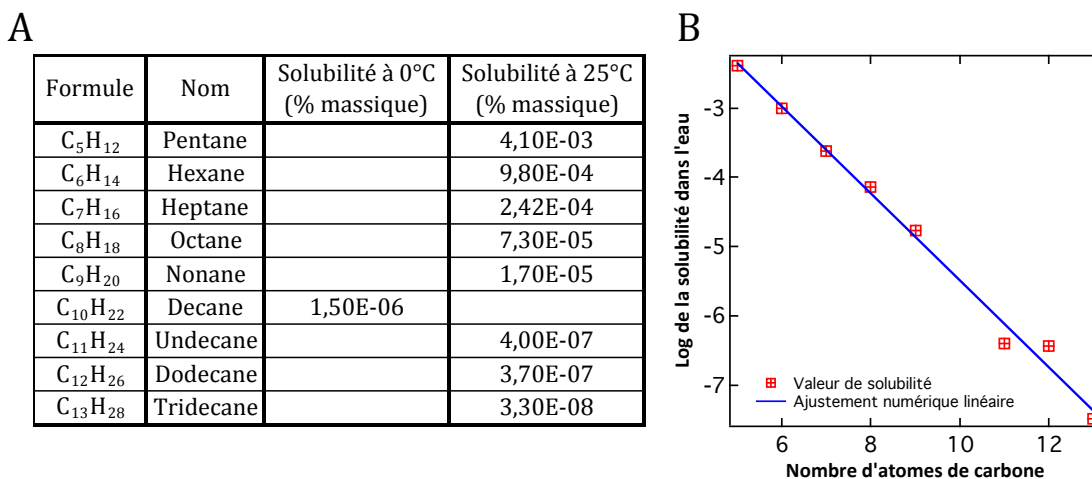 A
Formule Nom Solubilité à 0°C (% massique) Solubilité à 25°C (% massique)
C₅H₁₂ Pentane 4,10E-03
C₆H₁₄ Hexane 9,80E-04
C₇H₁₆ Heptane 2,42E-04
C₈H₁₈ Octane 7,30E-05
C₉H₂₀ Nonane 1,70E-05
C₁₀H₂₂ Decane 1,50E-06
C₁₁H₂₄ Undecane 4,00E-07
C₁₂H₂₆ Dodecane 3,70E-07
C₁₃H₂₈ Tridecane 3,30E-08
B
Log de la solubilité dans l'eau
-3
-4
-5
-6
-7
Valeur de solubilité
Ajustement numérique linéaire
6 8 10 12
Nombre d'atomes de carbone